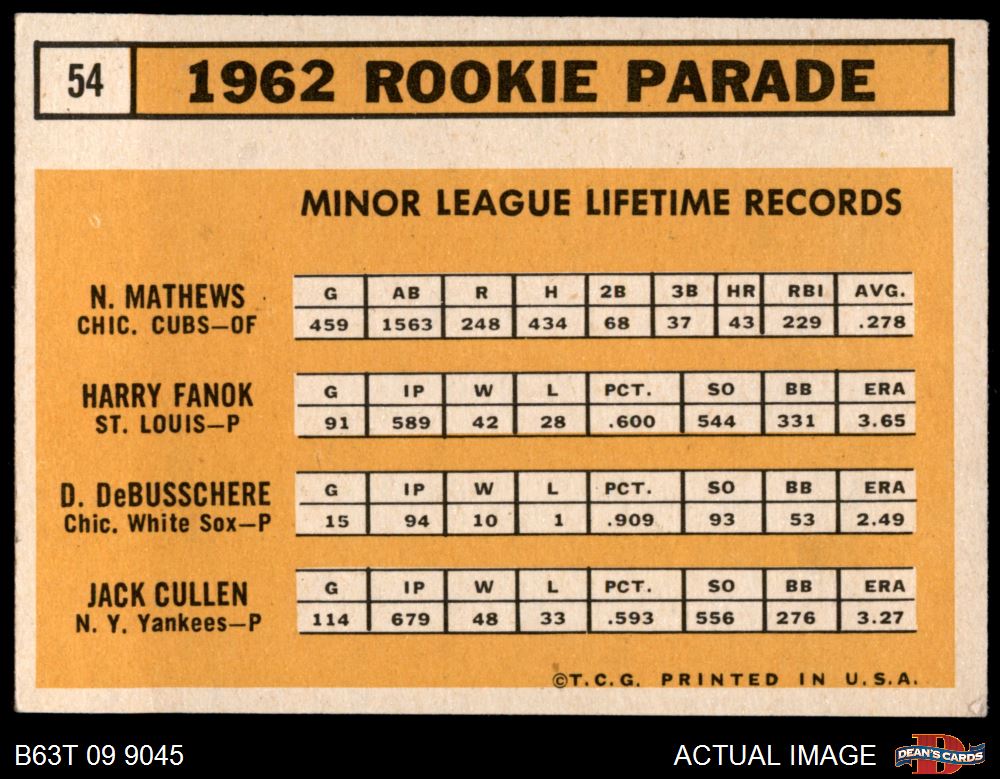 54 1962 ROOKIE PARADE
MINOR LEAGUE LIFETIME RECORDS
N. MATHEWS
CHIC. CUBS—OF
G AB R H 2B 3B HR RBI AVG.
459 1563 248 434 68 37 43 229 .278
HARRY FANOK
ST. LOUIS—P
G IP W L PCT. SO BB ERA
91 589 42 28 .600 544 331 3.65
D. DeBUSSCHERE
Chic. White Sox—P
G IP W L PCT. SO BB ERA
15 94 10 1 .909 93 53 2.49
JACK CULLEN
N. Y. Yankees—P
G IP W L PCT. SO BB ERA
114 679 48 33 .593 556 276 3.27
©T.C.G. PRINTED IN U.S.A.
B63T 09 9045 ACTUAL IMAGE DEAN'S CARDS